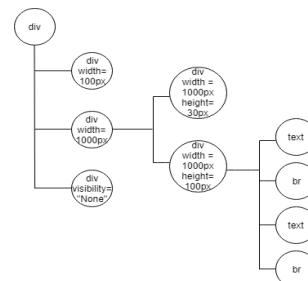 div
div
width=
100px
div
width=
1000px
div
visibility=
"None"
div
width =
1000px
height=
30px
div
width =
1000px
height=
100px
text
br
text
br